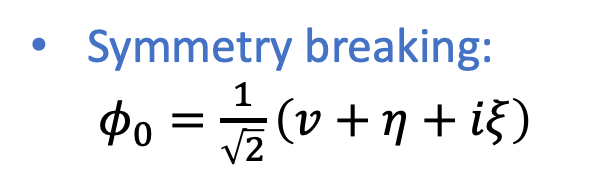 • Symmetry breaking:
𝜙₀ = 1/√2 (𝑣 + 𝜂 + 𝑖𝜉)